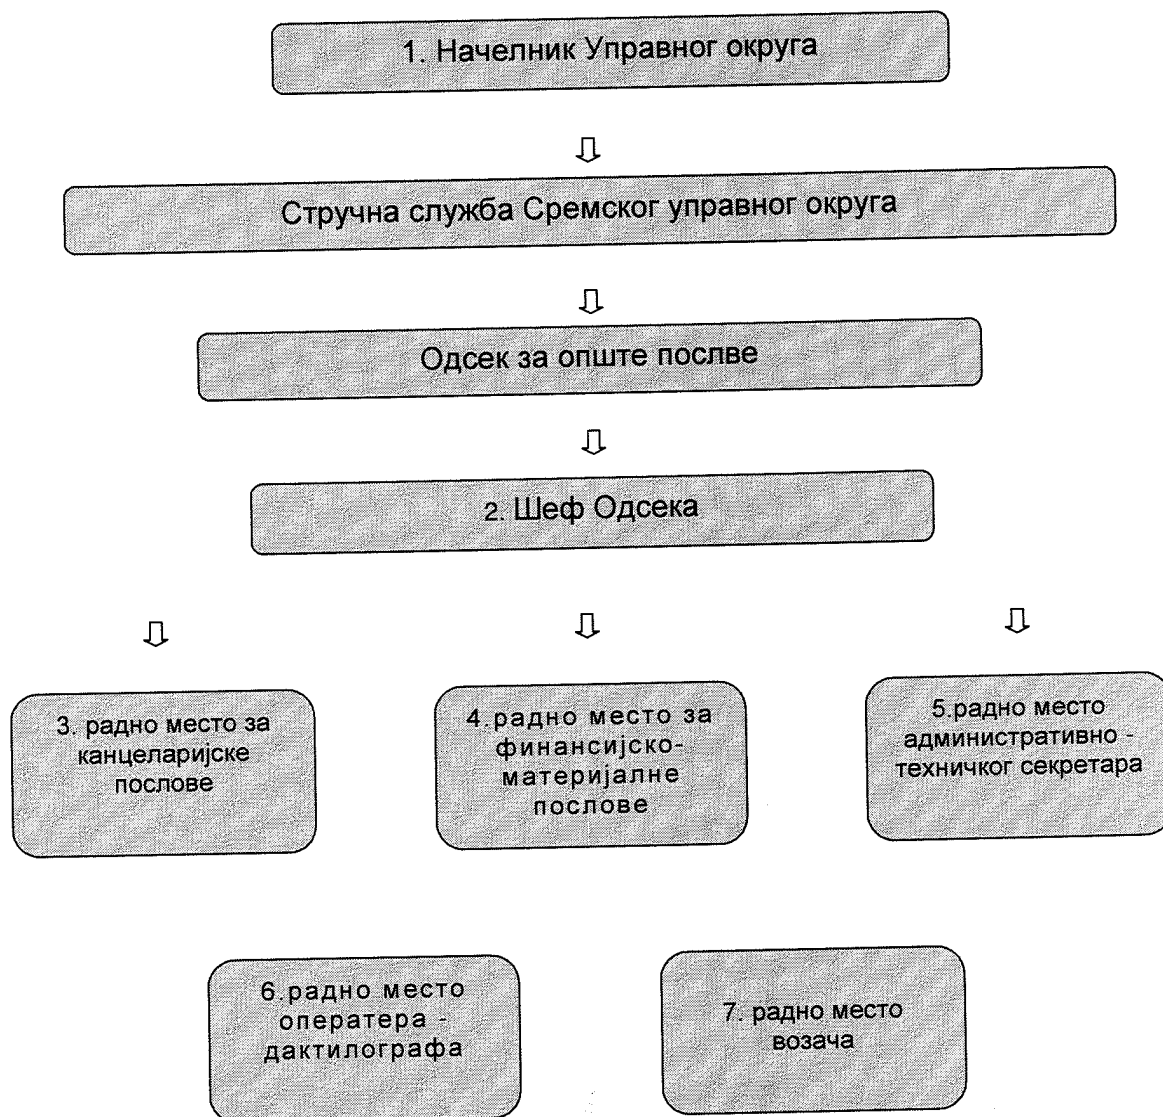 1. Начелник Управног округа
Стручна служба Сремског управног округа
Одсек за опште послве
2. Шеф Одсека
3. радно место за
канцеларијске
послове
4.радно место за
финансијско-
материјалне
послове
5.радно место
административно -
техничког секретара
6.радно место
оператера -
дактилографа
7. радно место
возача